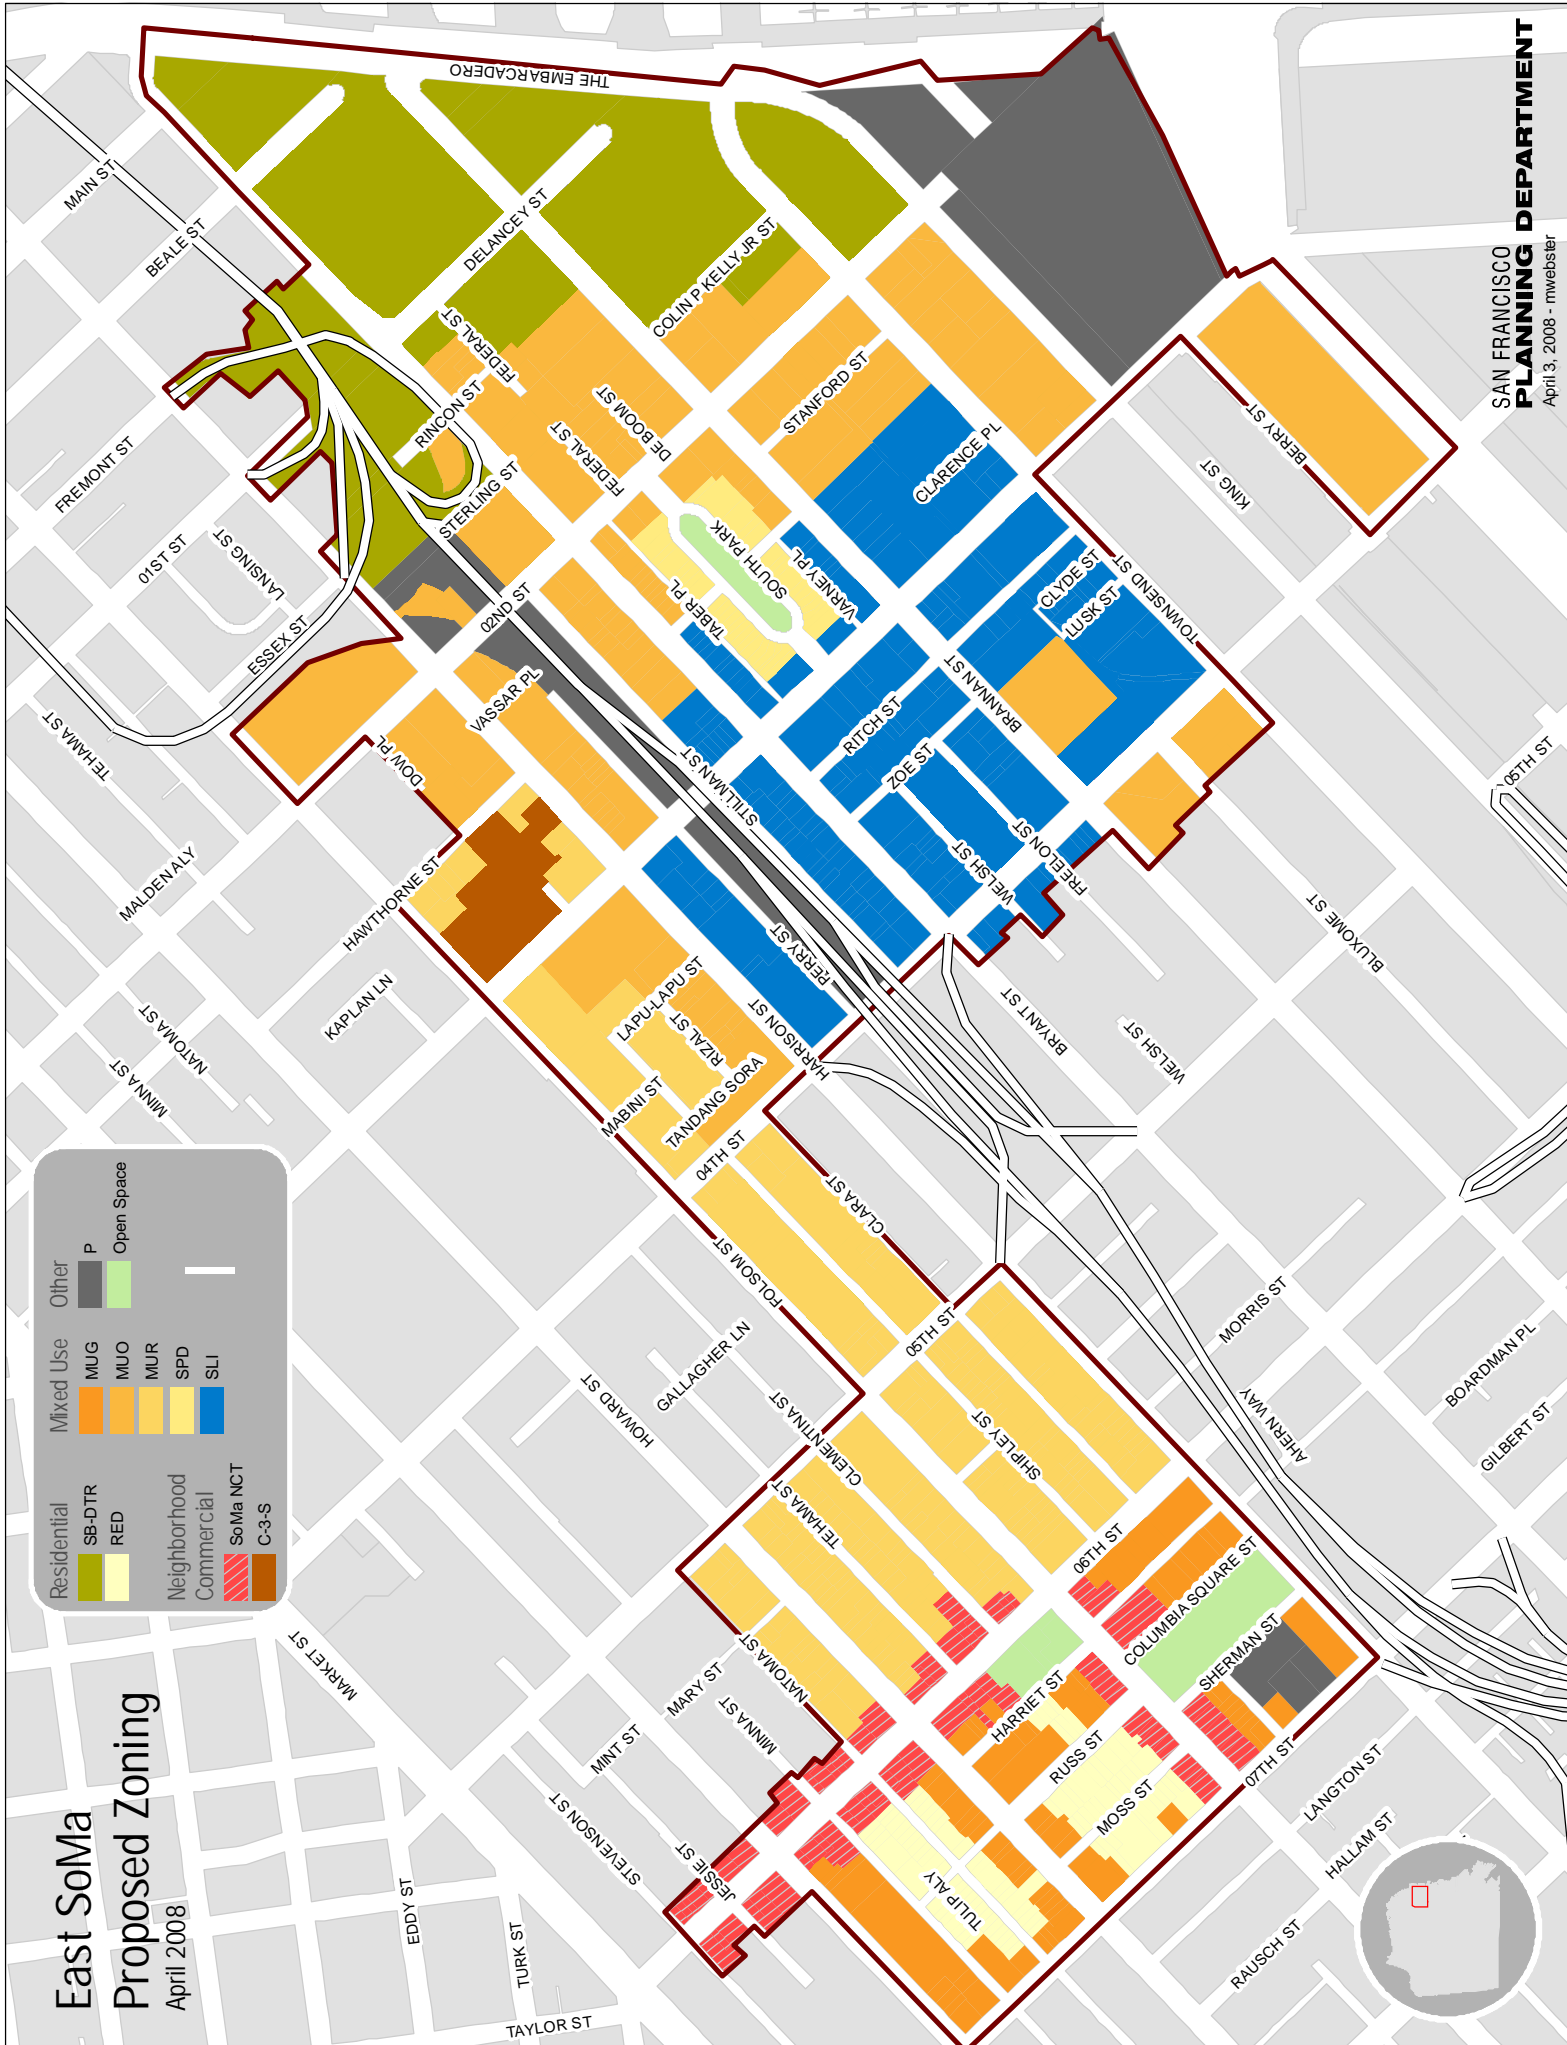 East SoMa
Proposed Zoning
April 2008
Residential
SB-DTR
RED
Neighborhood
Commercial
SoMa NCT
C-3-S
Mixed Use
MUG
MUO
MUR
SPD
SLI
Other
P
Open Space
MAIN ST
BEALE ST
FREMONT ST
01ST ST
LANSING ST
ESSEX ST
TEHAMA ST
MALDEN ALY
NATOMA ST
MINNA ST
KAPLAN LN
HAWTHORNE ST
DOW PL
VASSAR PL
02ND ST
STERLING ST
RINCON ST
FEDERAL ST
DELANCEY ST
THE EMBARCADERO
COLIN P KELLY JR ST
DE BOOM ST
FEDERAL ST
STANFORD ST
CLARENCE PL
SOUTH PARK
VARNEY PL
TABER PL
CLYDE ST
LUSK ST
TOWNSEND ST
KING ST
BERRY ST
RITCH ST
BRANNAN ST
ZOE ST
STILLMAN ST
WELSH ST
FREELON ST
PERRY ST
HARRISON ST
LAPU-LAPU ST
RIZAL ST
MABINI ST
TANDANG SORA
04TH ST
BRYANT ST
WELSH ST
BLUXOME ST
05TH ST
CLARA ST
FOLSOM ST
HOWARD ST
GALLAGHER LN
CLEMENTINA ST
TEHAMA ST
05TH ST
SHIPLEY ST
MORRIS ST
AHERN WAY
BOARDMAN PL
GILBERT ST
06TH ST
COLUMBIA SQUARE ST
SHERMAN ST
HARRIET ST
RUSS ST
MOSS ST
07TH ST
LANGTON ST
HALLAM ST
RAUSCH ST
TULIP ALY
NATOMA ST
MARY ST
MINNA ST
MINT ST
STEVENSON ST
JESSIE ST
MARKET ST
EDDY ST
TURK ST
TAYLOR ST
SAN FRANCISCO
PLANNING DEPARTMENT
April 3, 2008 - mwebster